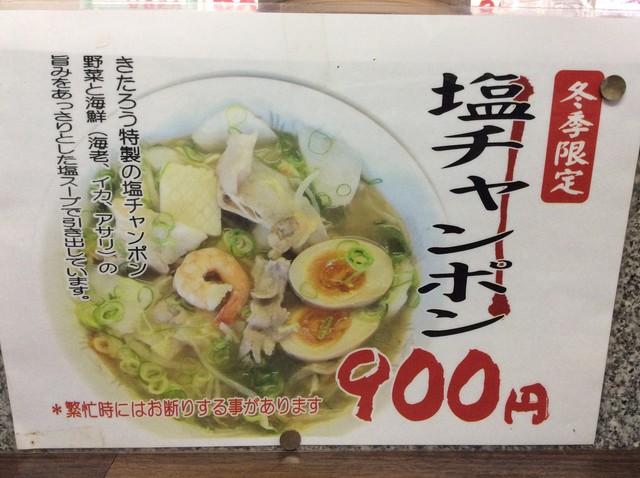 冬季限定
塩チャンポン
きたろう特製の塩チャンポン
野菜と海鮮（海老、イカ、アサリ）の
旨みをあっさりとした塩スープで引き出しています。
900円
*繁忙時にはお断りする事があります